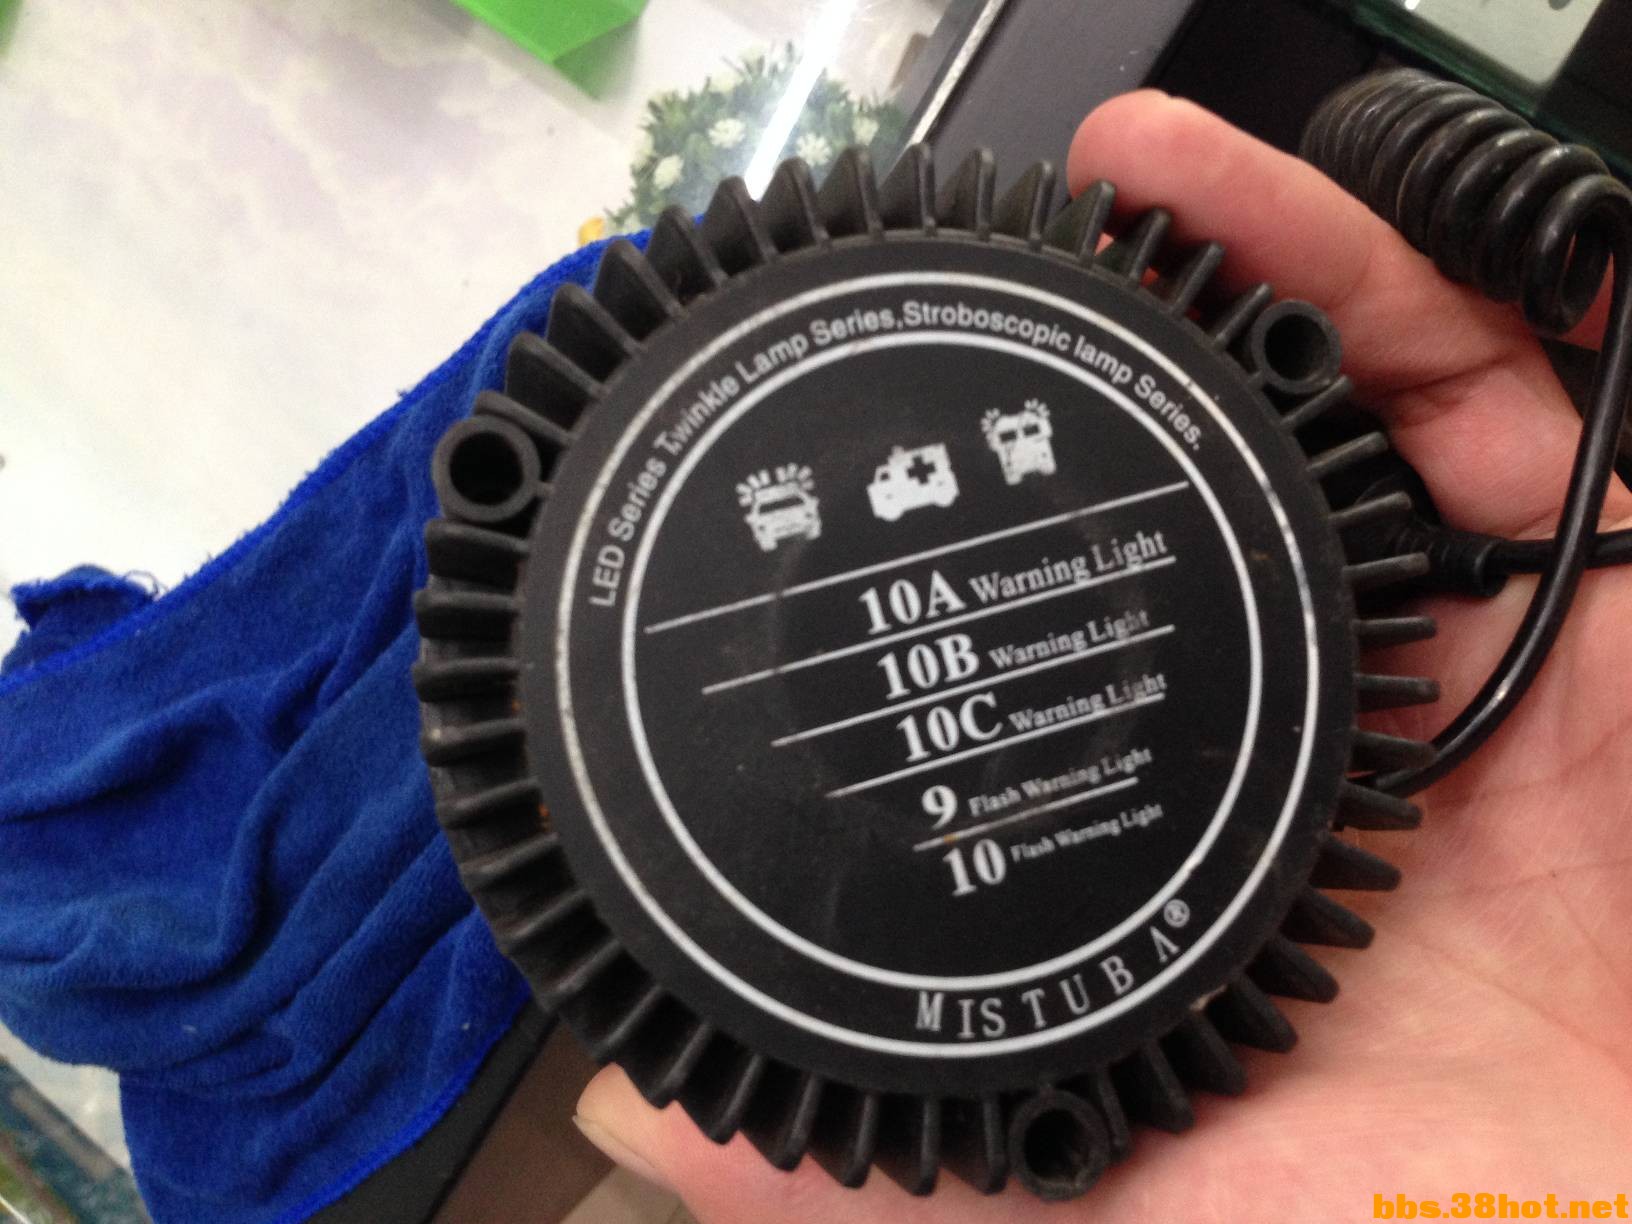 LED Series Twinkle Lamp Series,Stroboscopic lamp Series.
10A Warning Light
10B Warning Light
10C Warning Light
9 Flash Warning Light
10 Flash Warning Light
MISTUBA®
bbs.38hot.net